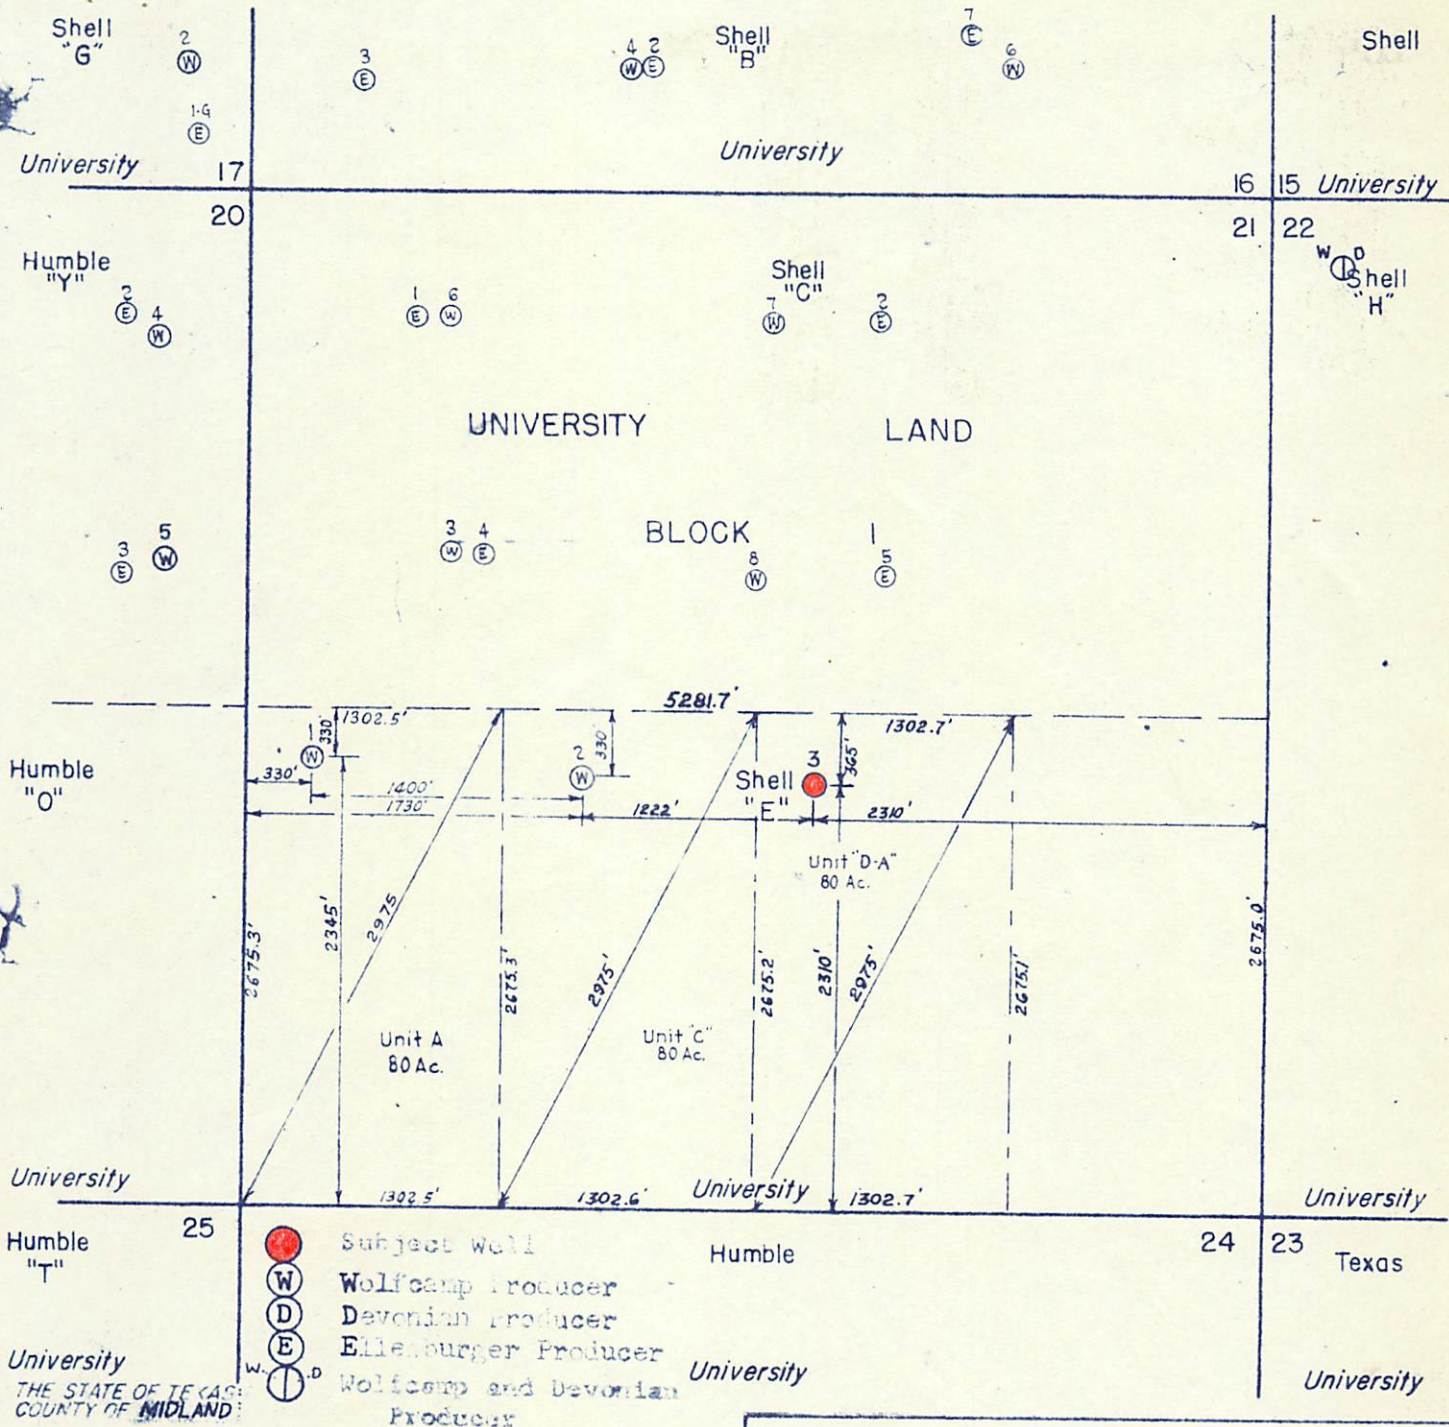 Shell
"G"
2
W
3
E
4 2
W E
Shell
"B"
7
E
6
W
Shell
1-G
E
University
17
University
16 15 University
20
21 22
Humble
"Y"
2
E
4
W
1 6
E W
Shell
"C"
7
W
2
E
W D
Shell
"H"
UNIVERSITY LAND
BLOCK 1
3
E
5
W
3 4
W E
8
W
5
E
5281.7'
1302.5'
1302.7'
330'
330'
365'
Humble
"O"
1
W
2
W
3
Shell
"E"
330'
1400'
1730'
1222'
2310'
Unit "D-A"
80 Ac.
2675.3'
2345'
2975
2675.3'
2975'
2675.2'
2310'
2975'
2675.1'
2675.0'
Unit A
80 Ac.
Unit "C"
80 Ac.
University
1302.5'
1302.6'
University
1302.7'
University
25
24 23
Humble
"T"
Humble
Texas
Subject Well
W Wolfcamp Producer
D Devonian Producer
E Ellenburger Producer
W. .D Wolfcamp and Devonian
Producer
University
University
University
THE STATE OF TEXAS:
COUNTY OF MIDLAND: